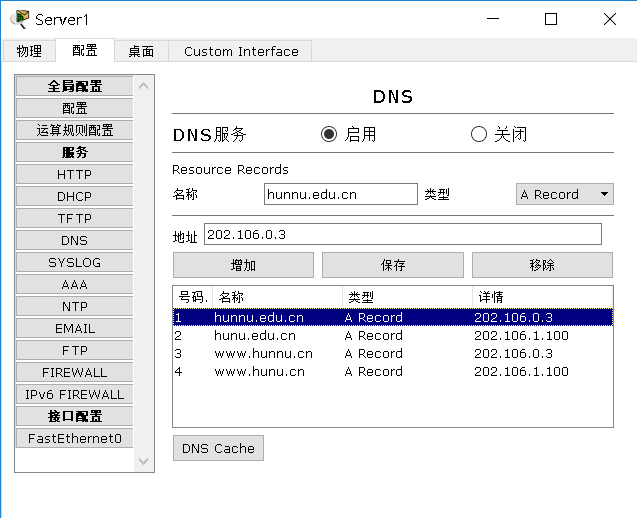 Server1
物理 配置 桌面 Custom Interface
全局配置
配置
运算规则配置
服务
HTTP
DHCP
TFTP
DNS
SYSLOG
AAA
NTP
EMAIL
FTP
FIREWALL
IPv6 FIREWALL
接口配置
FastEthernet0
DNS
DNS服务 启用 关闭
Resource Records
名称 hunnu.edu.cn 类型 A Record
地址 202.106.0.3
增加 保存 移除
号码. 名称 类型 详情
1 hunnu.edu.cn A Record 202.106.0.3
2 hunu.edu.cn A Record 202.106.1.100
3 www.hunnu.cn A Record 202.106.0.3
4 www.hunu.cn A Record 202.106.1.100
DNS Cache